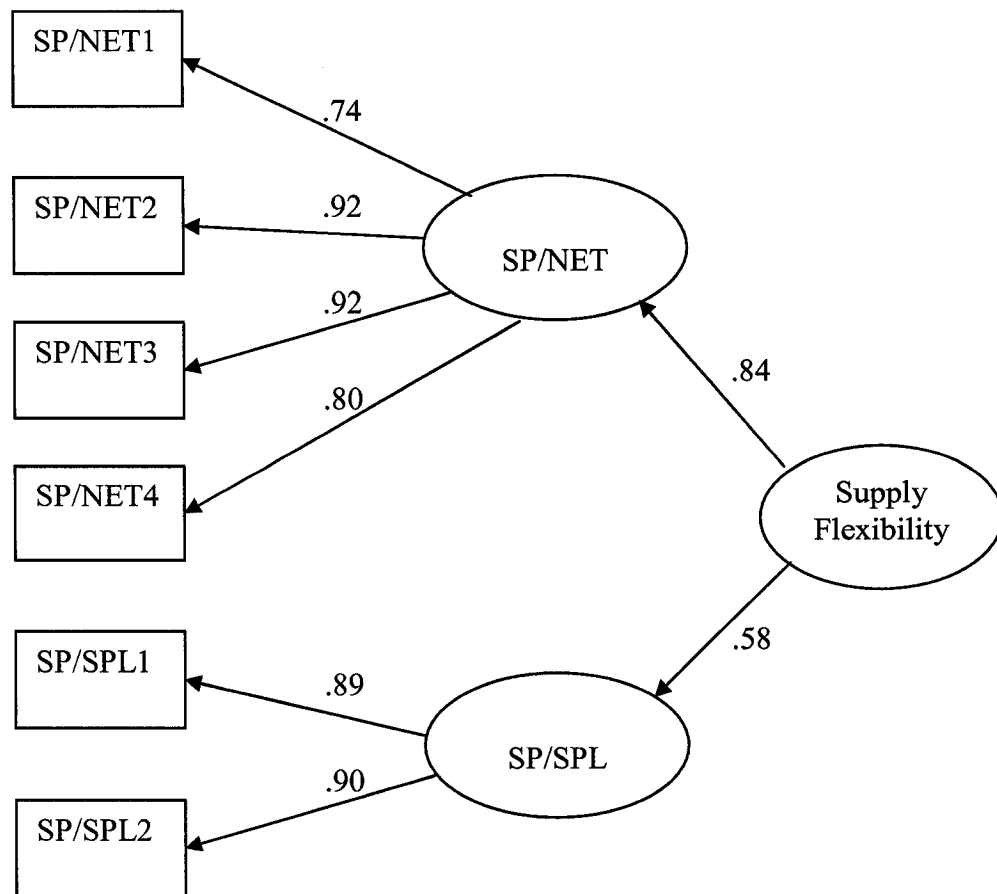 SP/NET1
.74
SP/NET2
.92
SP/NET
.92
SP/NET3
.84
.80
SP/NET4
Supply
Flexibility
SP/SPL1
.58
.89
SP/SPL
.90
SP/SPL2